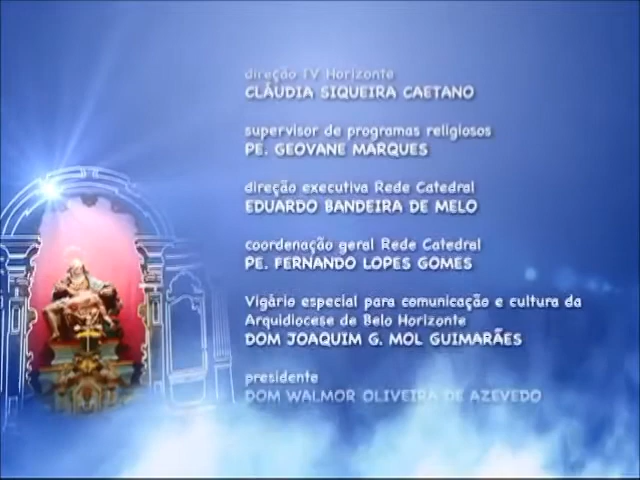 direção TV Horizonte
CLÁUDIA SIQUEIRA CAETANO
supervisor de programas religiosos
PE. GEOVANE MARQUES
direção executiva Rede Catedral
EDUARDO BANDEIRA DE MELO
coordenação geral Rede Catedral
PE. FERNANDO LOPES GOMES
Vigário especial para comunicação e cultura da
Arquidiocese de Belo Horizonte
DOM JOAQUIM G. MOL GUIMARÃES
presidente
DOM WALMOR OLIVEIRA DE AZEVEDO